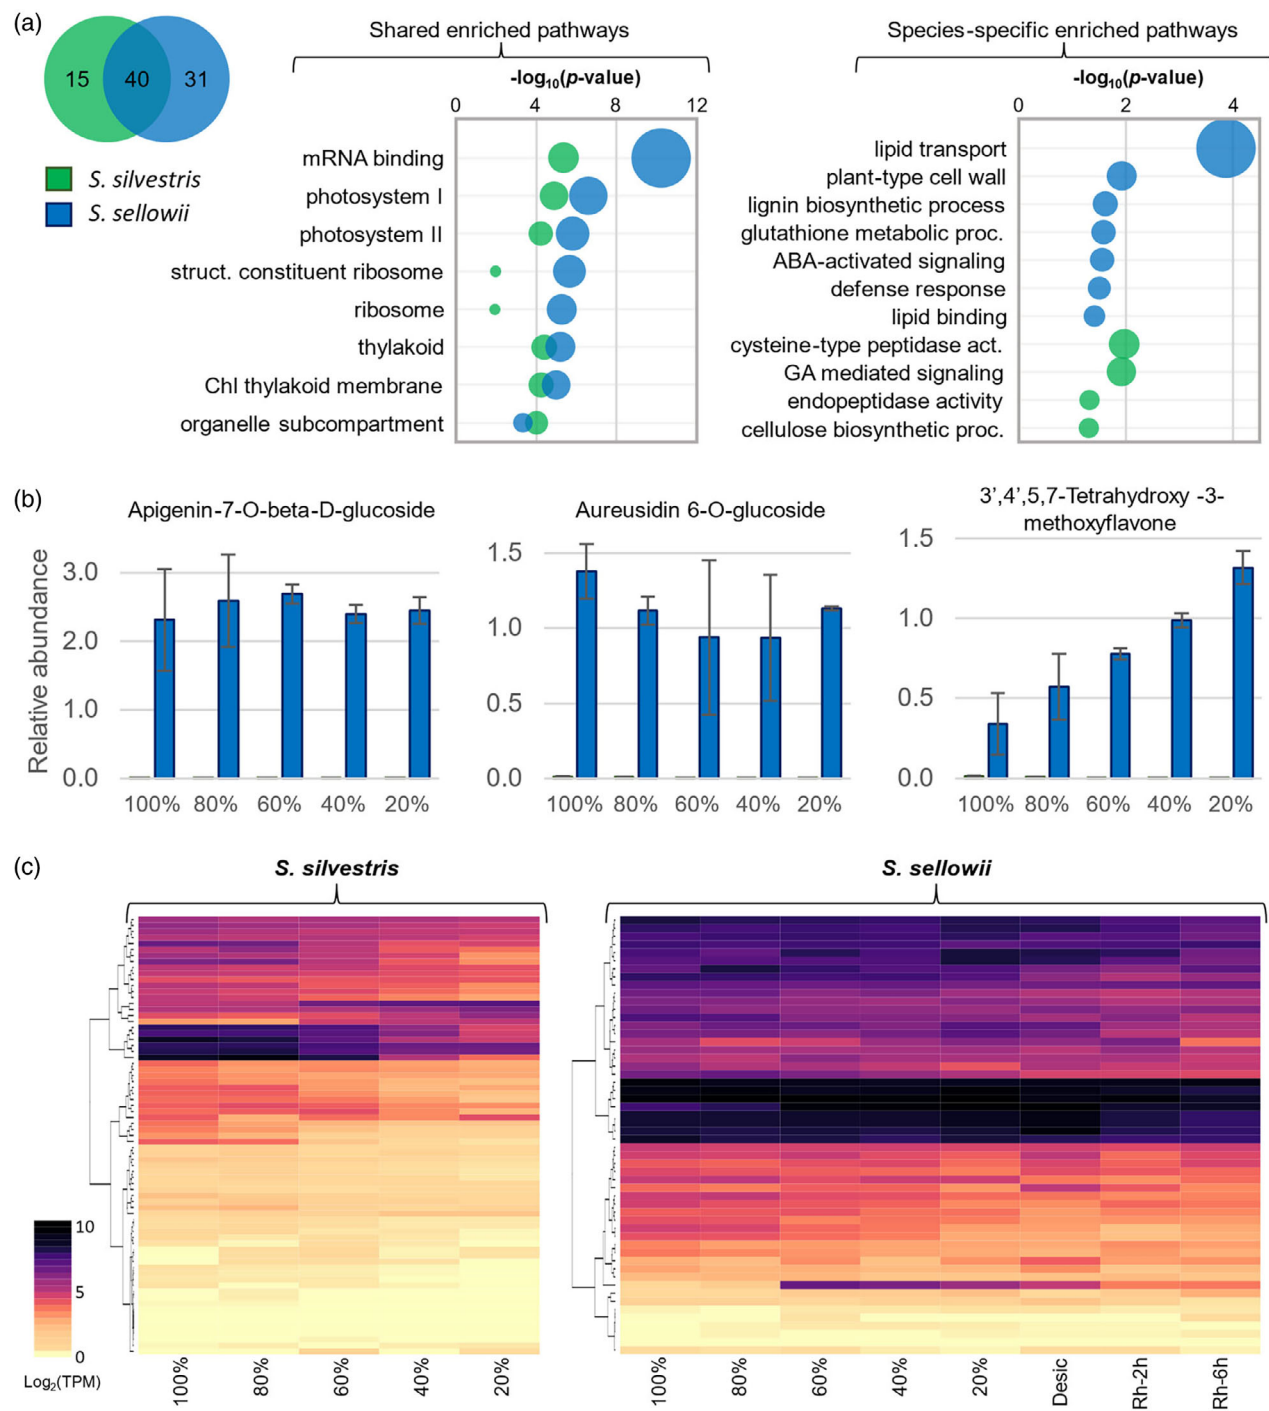 (a)
15
40
31
S. silvestris
S. sellowii
Shared enriched pathways
-log10(p-value)
0 4 8 12
mRNA binding
photosystem I
photosystem II
struct. constituent ribosome
ribosome
thylakoid
Chl thylakoid membrane
organelle subcompartment
Species-specific enriched pathways
-log10(p-value)
0 2 4
lipid transport
plant-type cell wall
lignin biosynthetic process
glutathione metabolic proc.
ABA-activated signaling
defense response
lipid binding
cysteine-type peptidase act.
GA mediated signaling
endopeptidase activity
cellulose biosynthetic proc.
(b)
Apigenin-7-O-beta-D-glucoside
Relative abundance
3.0
2.0
1.0
0.0
100% 80% 60% 40% 20%
Aureusidin 6-O-glucoside
1.5
1.0
0.5
0.0
100% 80% 60% 40% 20%
3’,4’,5,7-Tetrahydroxy -3-
methoxyflavone
1.5
1.0
0.5
0.0
100% 80% 60% 40% 20%
(c)
S. silvestris
10
5
0
Log2(TPM)
100% 80% 60% 40% 20%
S. sellowii
100% 80% 60% 40% 20% Desic Rh-2h Rh-6h